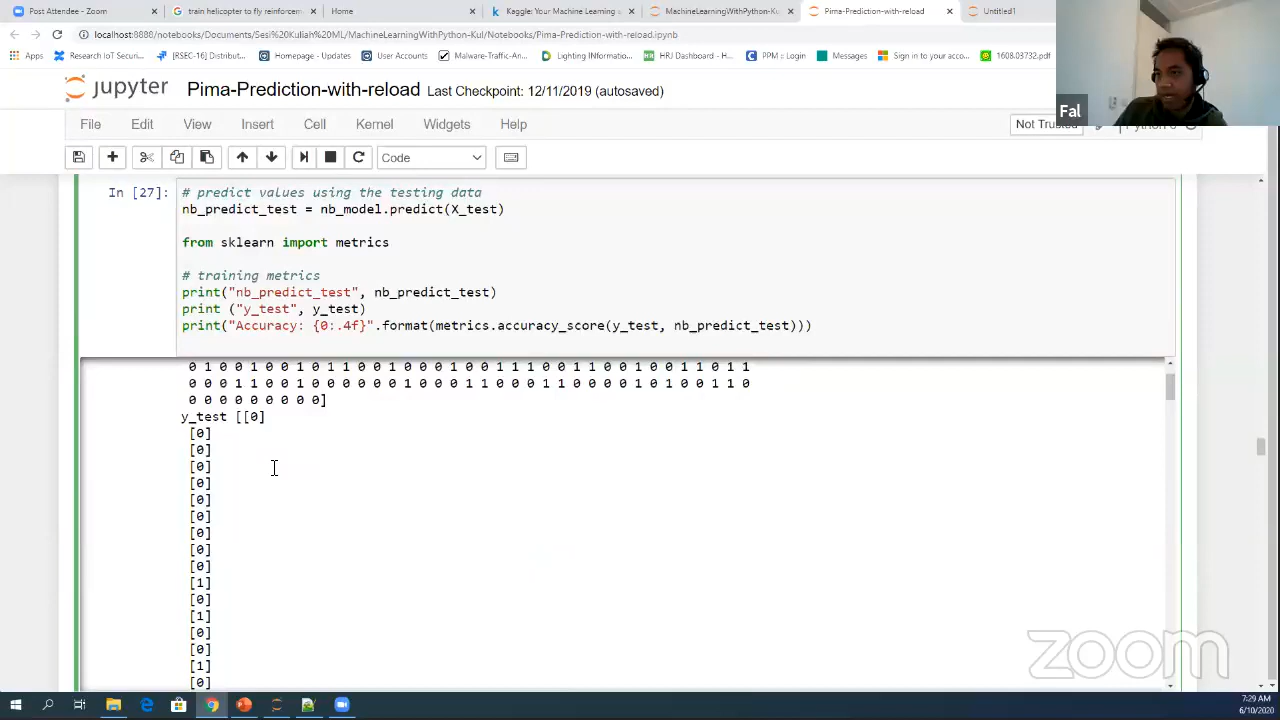 Post Attendee - Zoom
train helicopter to fly reinforcem
Home
Kaggle: Your Machine Learning
MachineLearningWithPython-Ku
Pima-Prediction-with-reload
Untitled1
localhost:8888/notebooks/Documents/Sesi%20Kuliah%20ML/MachineLearningWithPython-Kul/Notebooks/Pima-Prediction-with-reload.ipynb
Research IoT Securi...
[RSEC-16] Distribut...
Homepage - Updates
User Accounts
Malware-Traffic-An...
Lighting Informatio...
HRJ Dashboard - H...
PPM :: Login
Messages
Sign in to your acco...
1608.03732.pdf
jupyter Pima-Prediction-with-reload Last Checkpoint: 12/11/2019 (autosaved)
Fal
File Edit View Insert Cell Kernel Widgets Help
Not Trusted
Code
In [27]:
# predict values using the testing data
nb_predict_test = nb_model.predict(X_test)
from sklearn import metrics
# training metrics
print("nb_predict_test", nb_predict_test)
print ("y_test", y_test)
print("Accuracy: {0:.4f}".format(metrics.accuracy_score(y_test, nb_predict_test)))
0 1 0 0 1 0 0 1 0 1 1 0 0 1 0 0 0 1 0 0 1 1 1 0 0 1 1 0 0 1 0 0 1 1 0 1 1
0 0 0 1 1 0 0 1 0 0 0 0 0 0 1 0 0 0 1 1 0 0 0 1 1 0 0 0 0 1 0 1 0 0 1 1 0
0 0 0 0 0 0 0 0 0]
y_test [[0]
[0]
[0]
[0]
[0]
[0]
[0]
[0]
[0]
[0]
[1]
[0]
[1]
[0]
[0]
[1]
[0]
zoom
7:29 AM
6/10/2020